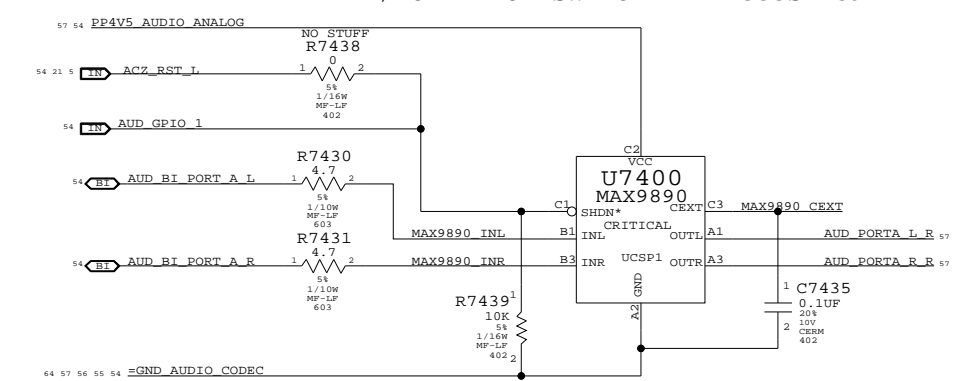 57 54 PP4V5_AUDIO_ANALOG
NO STUFF
R7438
0
54 21 5 IN ACZ_RST_L 1 2
5%
1/16W
MF-LF
402
54 IN AUD_GPIO_1
R7430
4.7
54 BI AUD_BI_PORT_A_L 1 2
5%
1/10W
MF-LF
603
R7431
4.7
54 BI AUD_BI_PORT_A_R 1 2
5%
1/10W
MF-LF
603
MAX9890_INL
MAX9890_INR
C2
VCC
U7400
MAX9890
C1 SHDN* CEXT C3 MAX9890_CEXT
CRITICAL
B1 INL OUTL A1 AUD_PORTA_L_R 57
UCSP1
B3 INR OUTR A3 AUD_PORTA_R_R 57
GND
A2
R7439 1
10K
5%
1/16W
MF-LF
402 2
1 C7435
0.1UF
20%
10V
2 CERM
402
64 57 56 55 54 =GND_AUDIO_CODEC